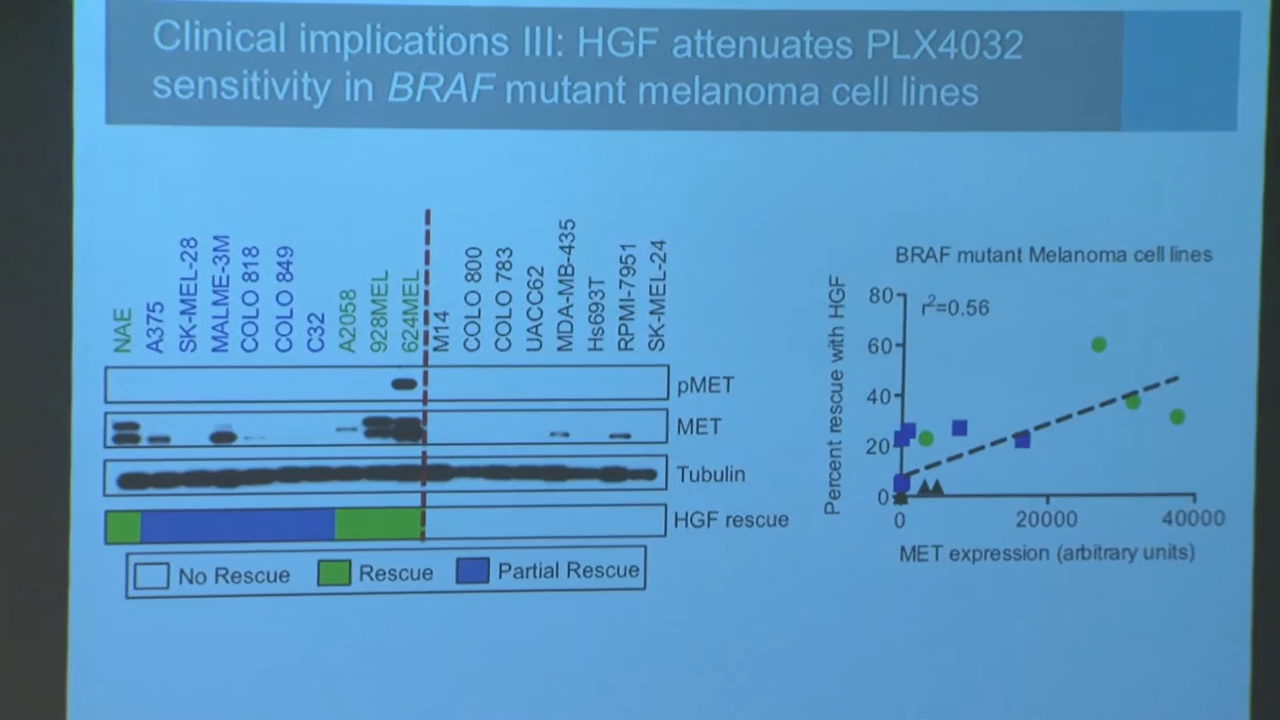 Clinical implications III: HGF attenuates PLX4032
sensitivity in BRAF mutant melanoma cell lines
NAE
A375
SK-MEL-28
MALME-3M
COLO 818
COLO 849
C32
A2058
928MEL
624MEL
M14
COLO 800
COLO 783
UACC62
MDA-MB-435
Hs693T
RPMI-7951
SK-MEL-24
pMET
MET
Tubulin
HGF rescue
No Rescue Rescue Partial Rescue
BRAF mutant Melanoma cell lines
r²=0.56
Percent rescue with HGF
80
60
40
20
0
0 20000 40000
MET expression (arbitrary units)